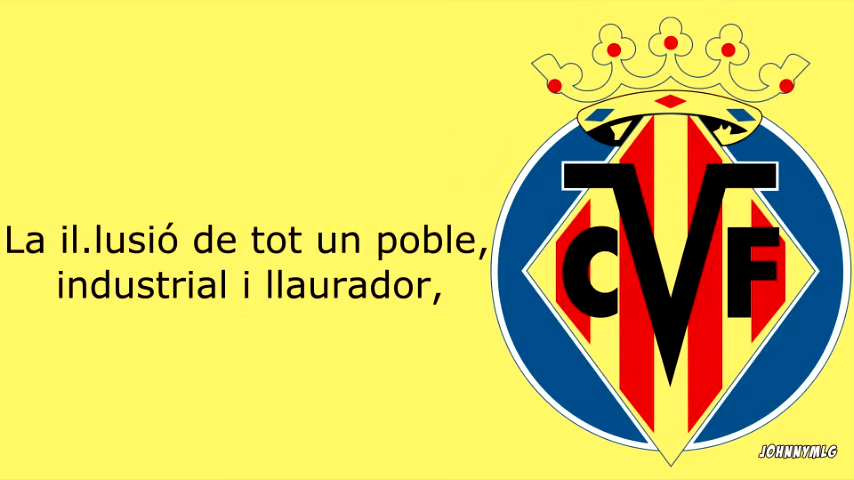 La il.lusió de tot un poble,
industrial i llaurador,
CVF
JOHNNYMLG